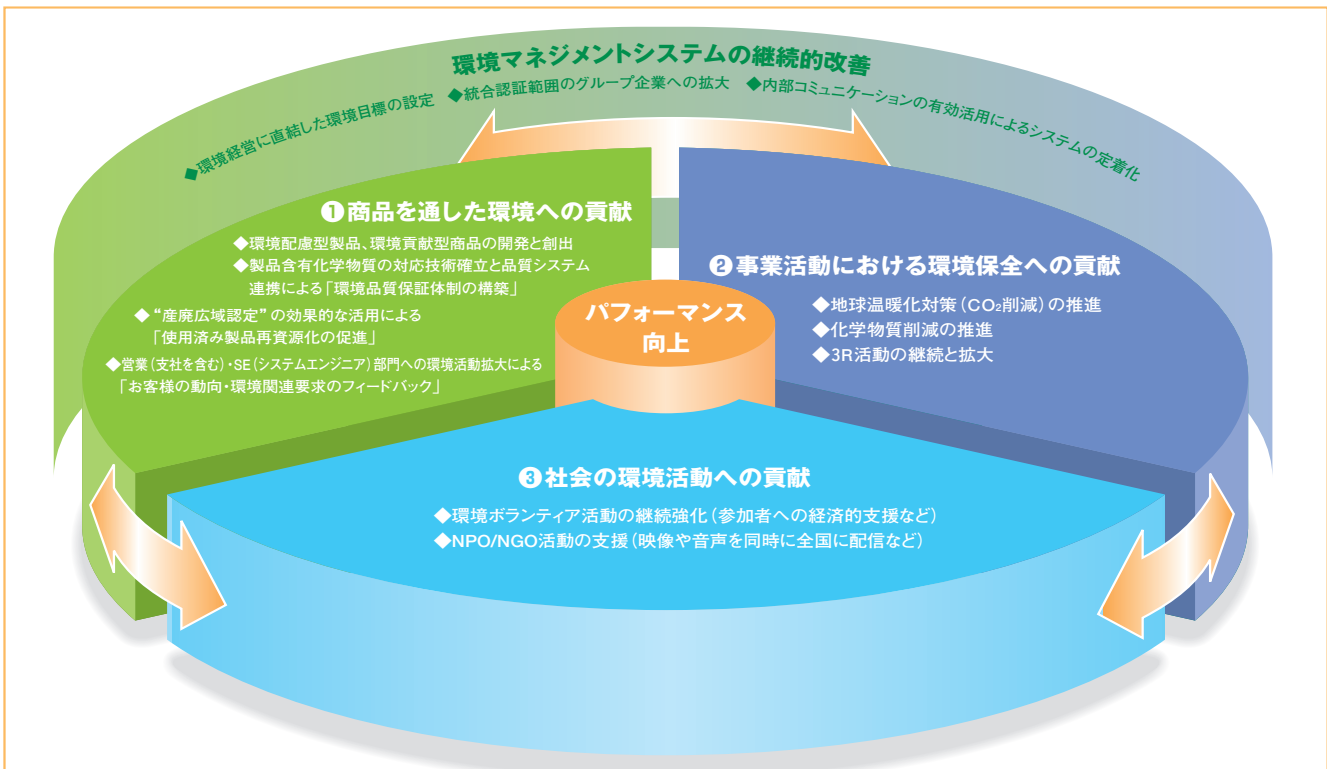 環境マネジメントシステムの継続的改善
◆環境経営に直結した環境目標の設定 ◆統合認証範囲のグループ企業への拡大 ◆内部コミュニケーションの有効活用によるシステムの定着化
❶商品を通した環境への貢献
◆環境配慮型製品、環境貢献型商品の開発と創出
◆製品含有化学物質の対応技術確立と品質システム
連携による「環境品質保証体制の構築」
◆“産廃広域認定”の効果的な活用による
「使用済み製品再資源化の促進」
◆営業(支社を含む)・SE(システムエンジニア)部門への環境活動拡大による
「お客様の動向・環境関連要求のフィードバック」
❷事業活動における環境保全への貢献
◆地球温暖化対策(CO₂削減)の推進
◆化学物質削減の推進
◆3R活動の継続と拡大
パフォーマンス
向上
❸社会の環境活動への貢献
◆環境ボランティア活動の継続強化(参加者への経済的支援など)
◆NPO/NGO活動の支援(映像や音声を同時に全国に配信など)